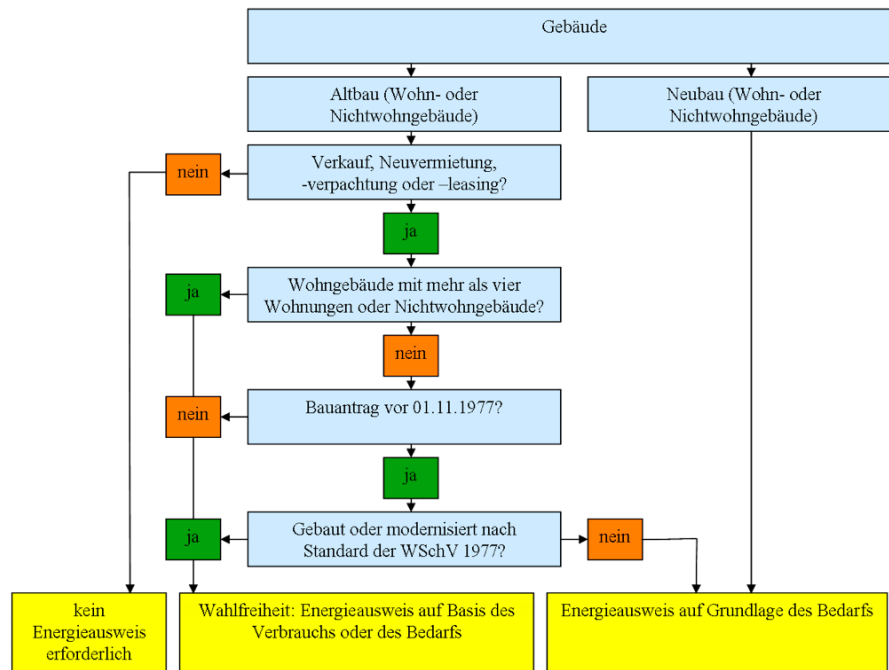 Gebäude
Altbau (Wohn- oder
Nichtwohngebäude)
Neubau (Wohn- oder
Nichtwohngebäude)
nein
Verkauf, Neuvermietung,
-verpachtung oder –leasing?
ja
ja
Wohngebäude mit mehr als vier
Wohnungen oder Nichtwohngebäude?
nein
nein
Bauantrag vor 01.11.1977?
ja
ja
Gebaut oder modernisiert nach
Standard der WSchV 1977?
nein
kein
Energieausweis
erforderlich
Wahlfreiheit: Energieausweis auf Basis des
Verbrauchs oder des Bedarfs
Energieausweis auf Grundlage des Bedarfs